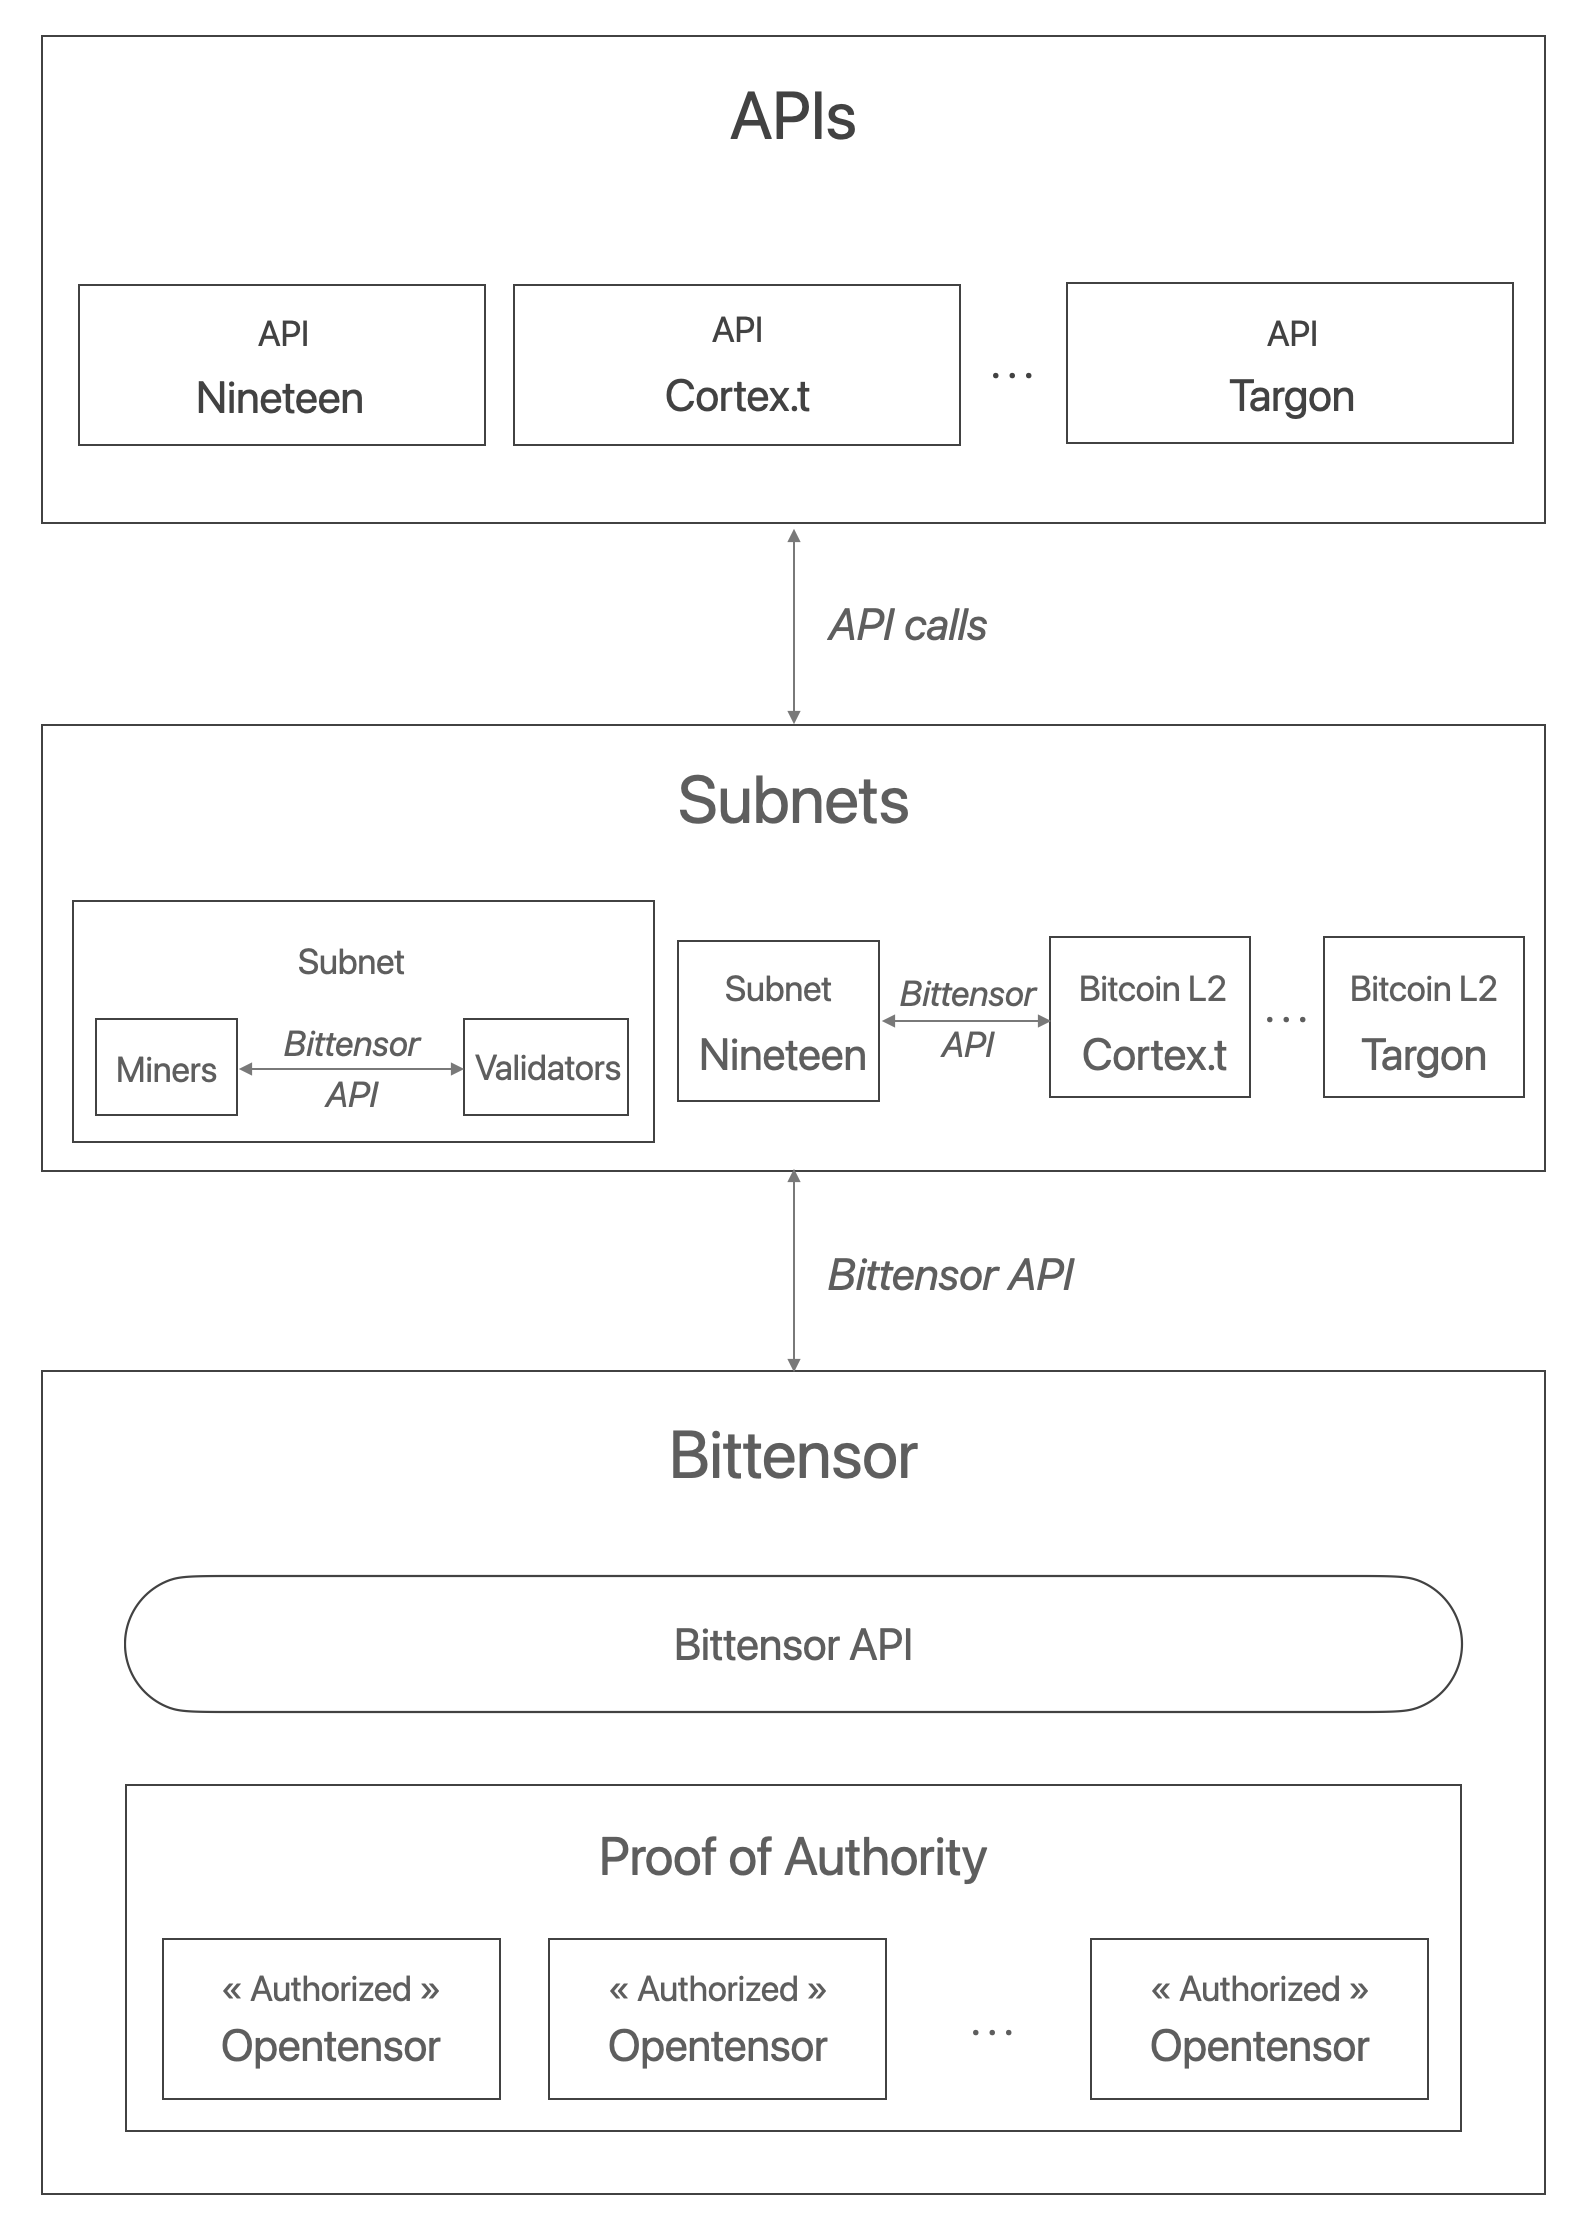 APIs
API
Nineteen
API
Cortex.t
...
API
Targon
API calls
Subnets
Subnet
Miners
Bittensor
API
Validators
Subnet
Nineteen
Bittensor
API
Bitcoin L2
Cortex.t
...
Bitcoin L2
Targon
Bittensor API
Bittensor
Bittensor API
Proof of Authority
« Authorized »
Opentensor
« Authorized »
Opentensor
...
« Authorized »
Opentensor